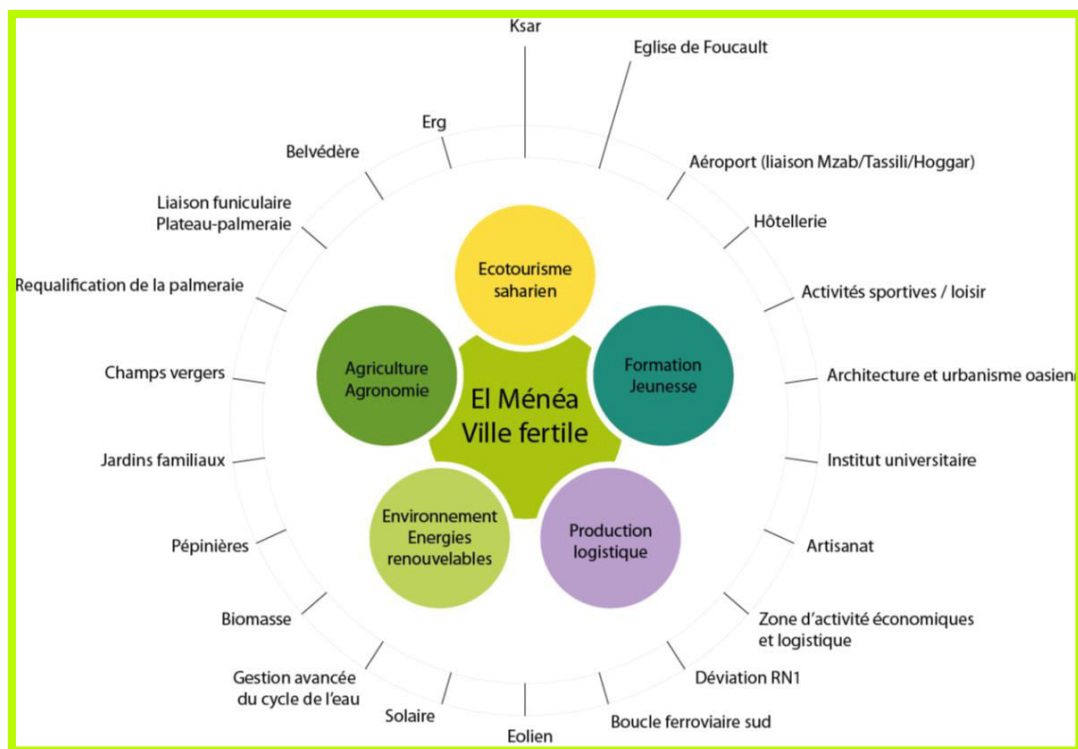 Ksar
Eglise de Foucault
Aéroport (liaison Mzab/Tassili/Hoggar)
Hôtellerie
Activités sportives / loisir
Architecture et urbanisme oasien
Institut universitaire
Artisanat
Zone d'activité économiques
et logistique
Déviation RN1
Boucle ferroviaire sud
Eolien
Solaire
Gestion avancée
du cycle de l'eau
Biomasse
Pépinières
Jardins familiaux
Champs vergers
Requalification de la palmeraie
Liaison funiculaire
Plateau-palmeraie
Belvédère
Erg
Ecotourisme
saharien
Formation
Jeunesse
Production
logistique
Environnement
Energies
renouvelables
Agriculture
Agronomie
El Ménéa
Ville fertile